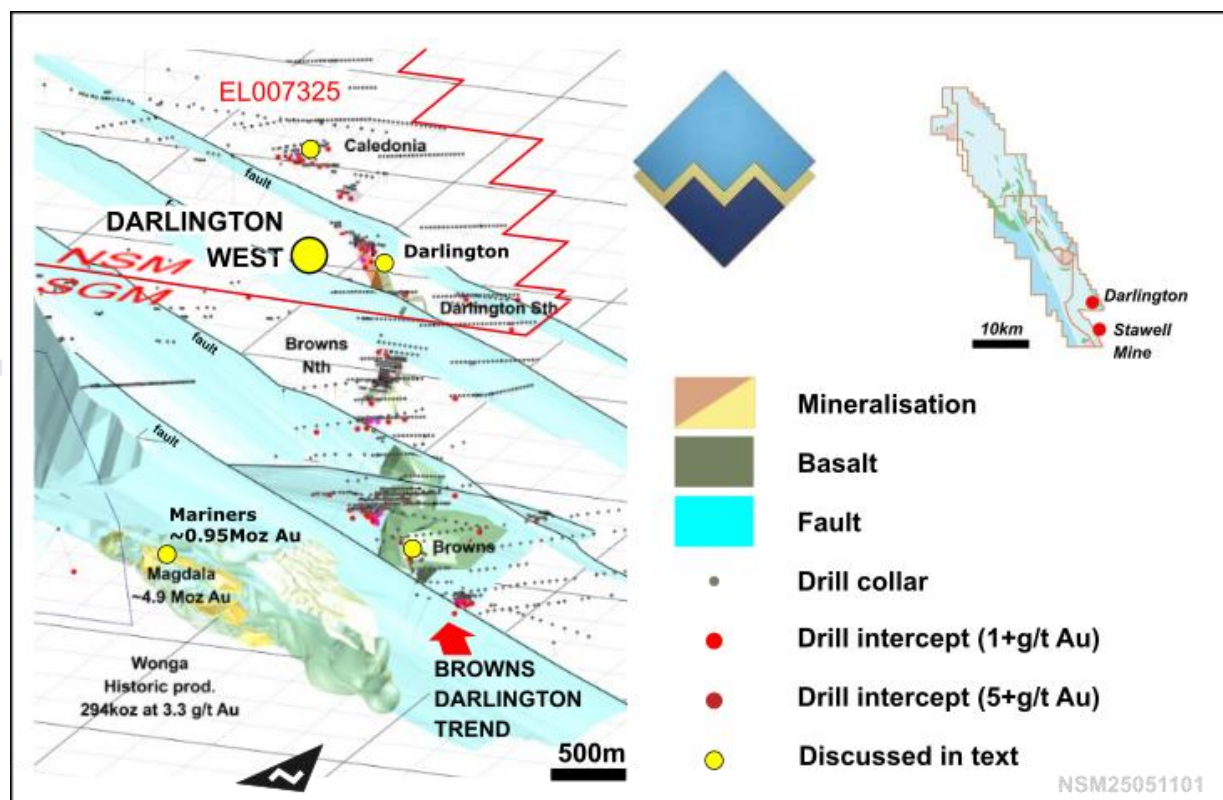 EL007325
Caledonia
fault
DARLINGTON
WEST
Darlington
NSM
SGM
Darlington Sth
fault
Browns
Nth
fault
Mariners
~0.95Moz Au
Magdala
~4.9 Moz Au
Browns
Wonga
Historic prod.
294koz at 3.3 g/t Au
BROWNS
DARLINGTON
TREND
500m
N
Darlington
10km
Stawell
Mine
Mineralisation
Basalt
Fault
Drill collar
Drill intercept (1+g/t Au)
Drill intercept (5+g/t Au)
Discussed in text
NSM25051101